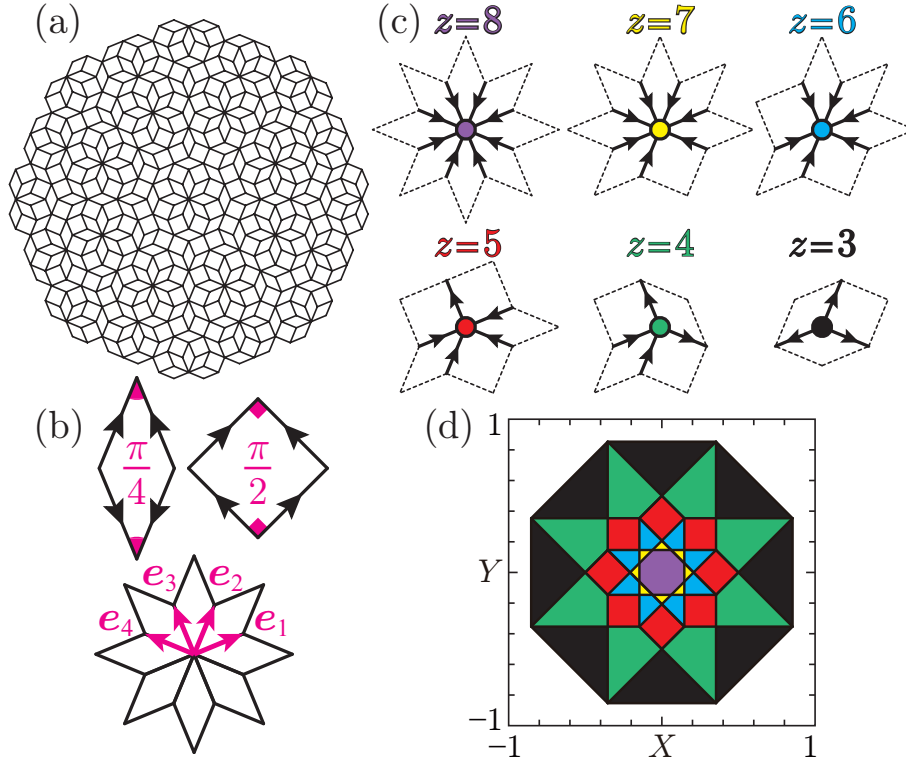 (a)
(b)
π/4
π/2
e₃ e₂
e₄ e₁
(c)
z=8 z=7 z=6
z=5 z=4 z=3
(d)
1
Y
−1
−1 X 1